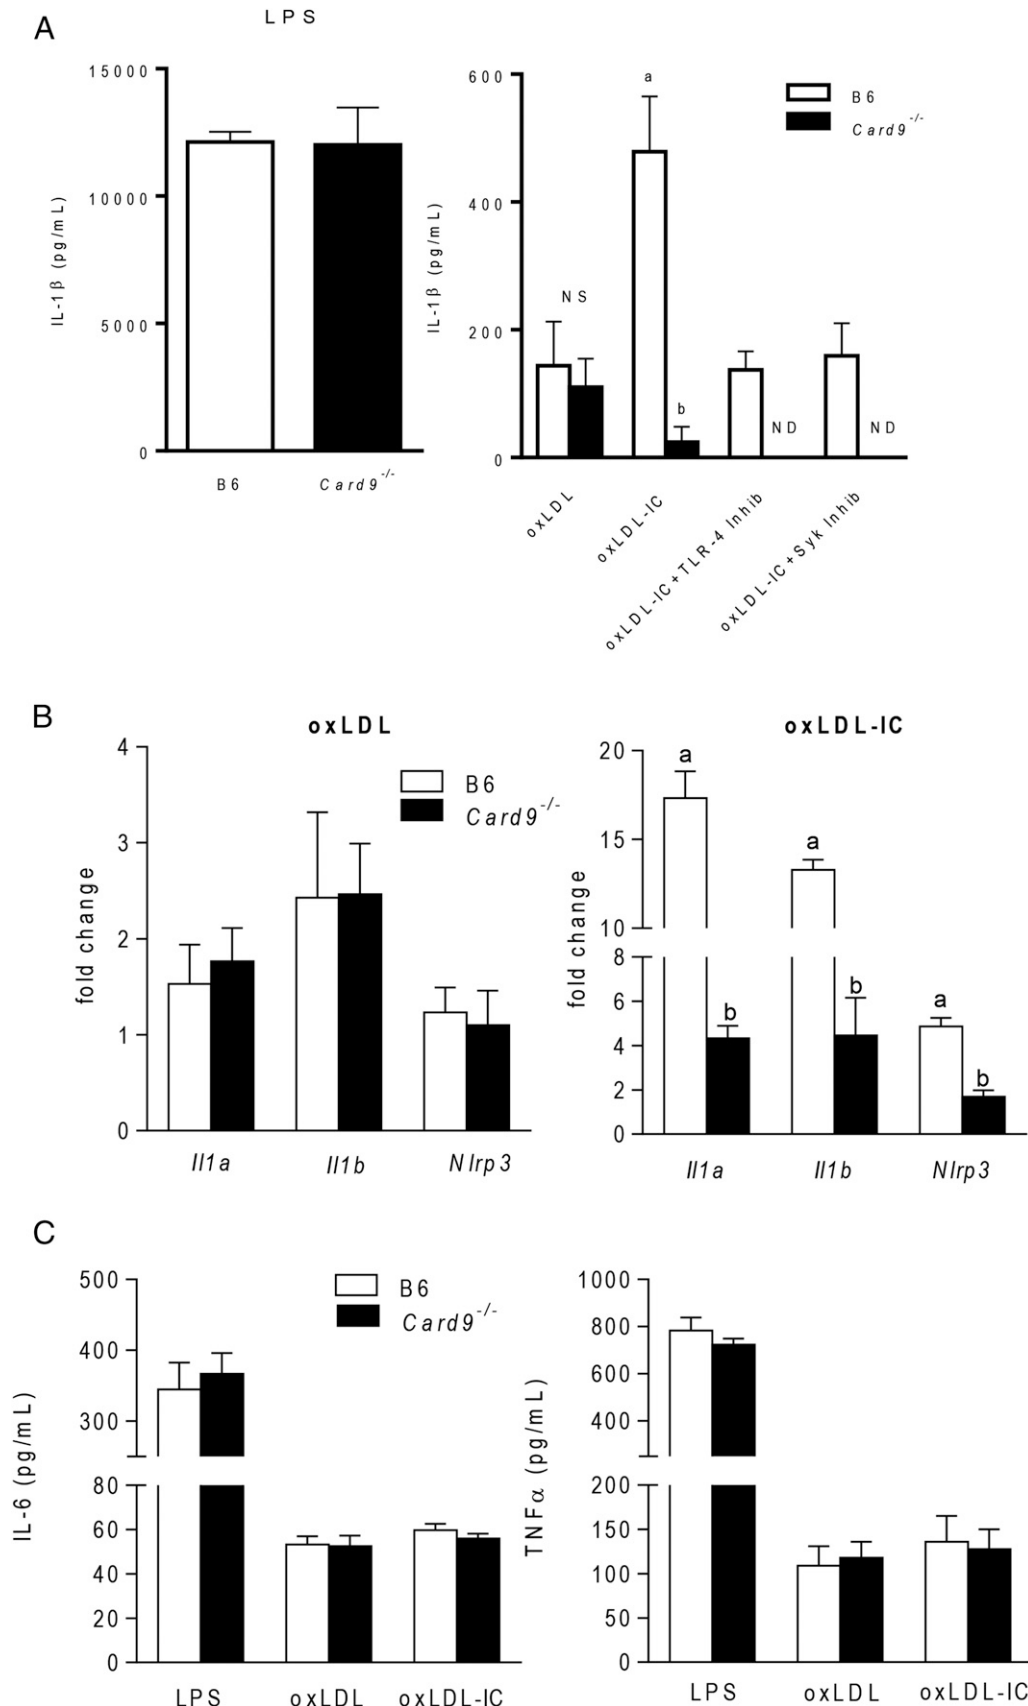 A
LPS
15000
10000
5000
0
IL-1β (pg/mL)
B6
Card9-/-
600
400
200
0
IL-1β (pg/mL)
a
NS
b
ND
ND
B6
Card9-/-
oxLDL
oxLDL-IC
oxLDL-IC+TLR-4 Inhib
oxLDL-IC+Syk Inhib
B
oxLDL
4
3
2
1
0
fold change
B6
Card9-/-
Il1a
Il1b
Nlrp3
oxLDL-IC
20
15
10
8
6
4
2
0
fold change
a
b
a
b
a
b
Il1a
Il1b
Nlrp3
C
500
400
300
80
60
40
20
0
IL-6 (pg/mL)
B6
Card9-/-
LPS
oxLDL
oxLDL-IC
1000
800
600
400
200
150
100
50
0
TNFα (pg/mL)
LPS
oxLDL
oxLDL-IC